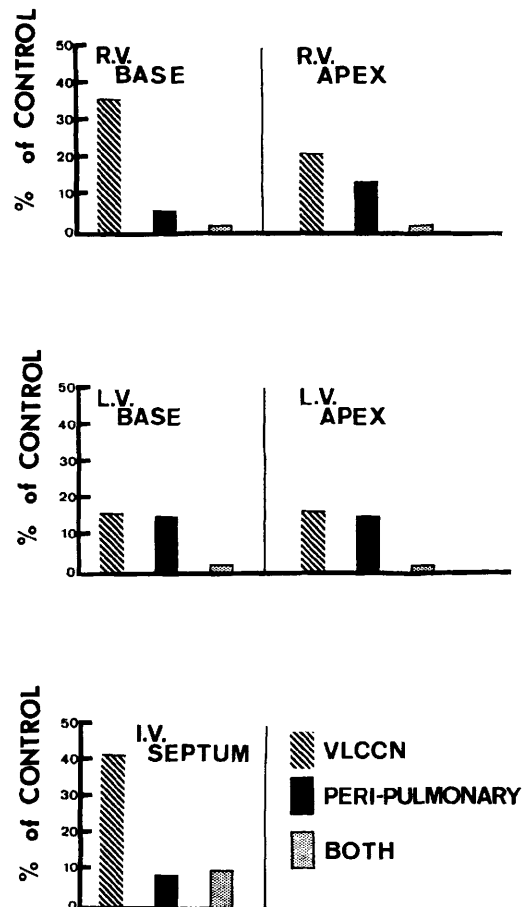 % of CONTROL
50
40
30
20
10
0
R.V.
BASE
R.V.
APEX
% of CONTROL
50
40
30
20
10
0
L.V.
BASE
L.V.
APEX
% of CONTROL
50
40
30
20
10
0
I.V.
SEPTUM
VLCCN
PERI-PULMONARY
BOTH